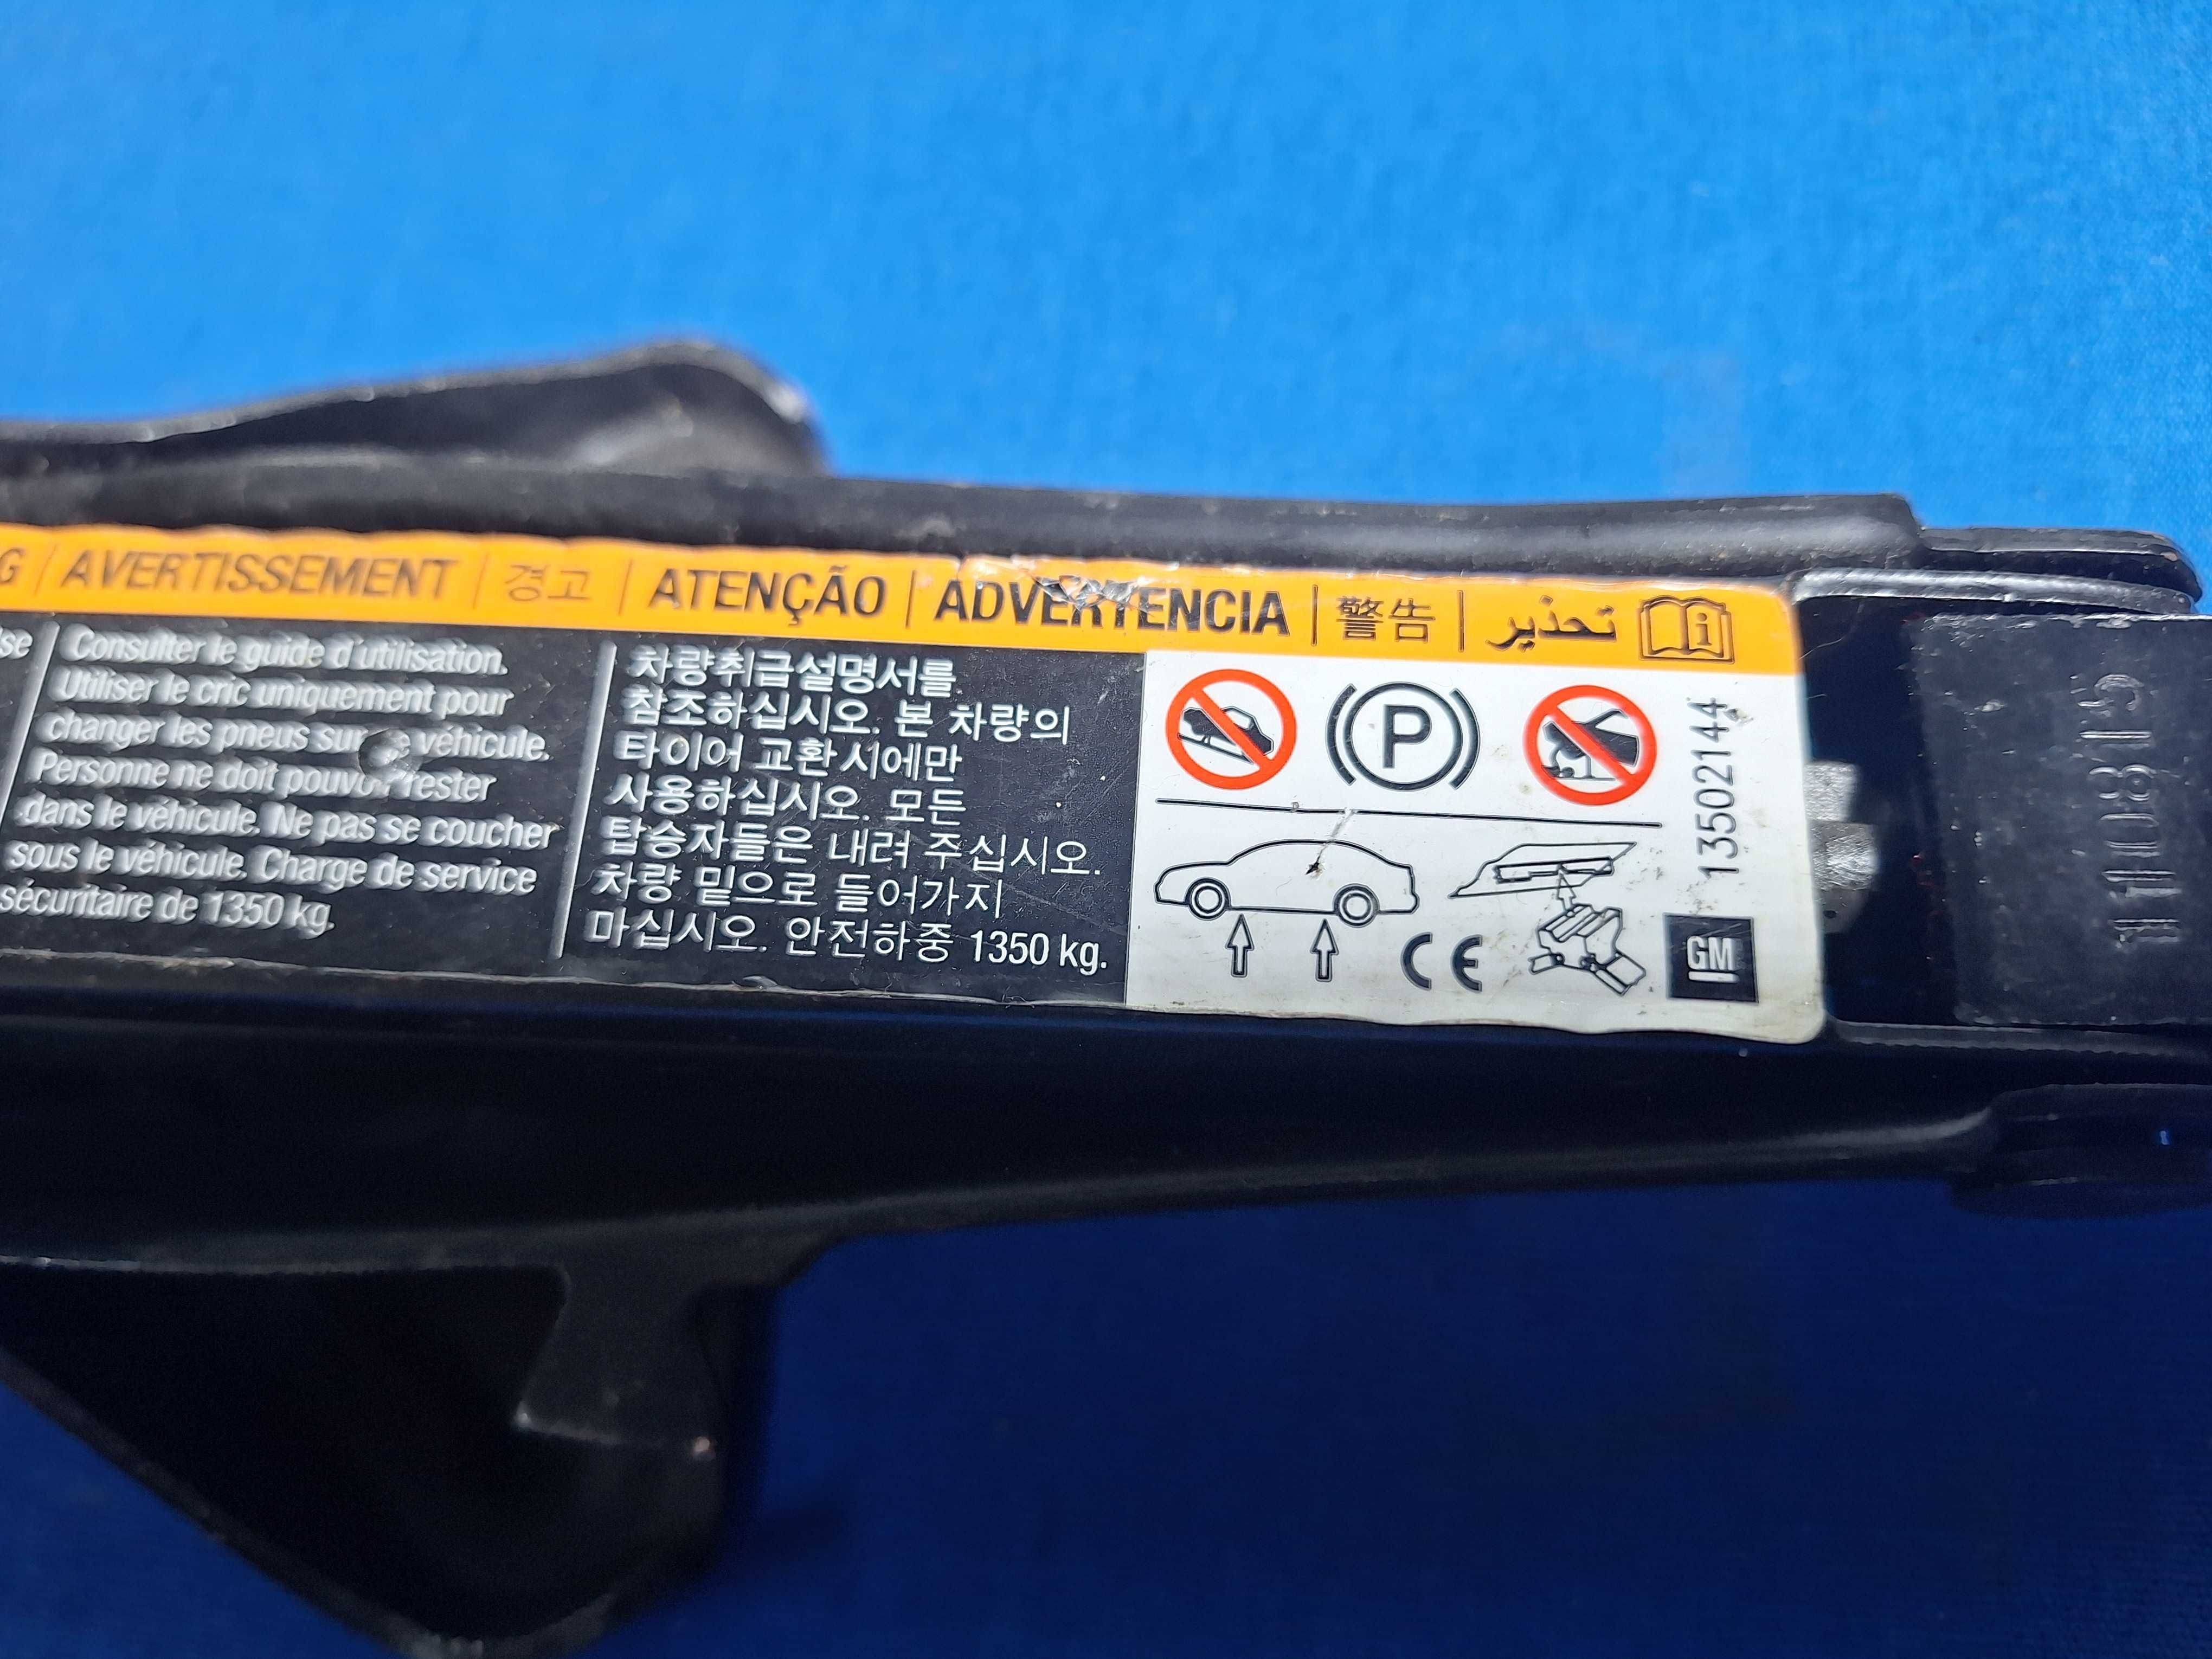 G | AVERTISSEMENT | 경고 | ATENÇÃO | ADVERTENCIA | 警告 | تحذير
se
Consulter le guide d'utilisation.
Utiliser le cric uniquement pour
changer les pneus sur le véhicule.
Personne ne doit pouvoir rester
dans le véhicule. Ne pas se coucher
sous le véhicule. Charge de service
sécuritaire de 1350 kg.
차량취급설명서를
참조하십시오. 본 차량의
타이어 교환시에만
사용하십시오. 모든
탑승자들은 내려 주십시오.
차량 밑으로 들어가지
마십시오. 안전하중 1350 kg.
P
CE
13502144
GM
110815